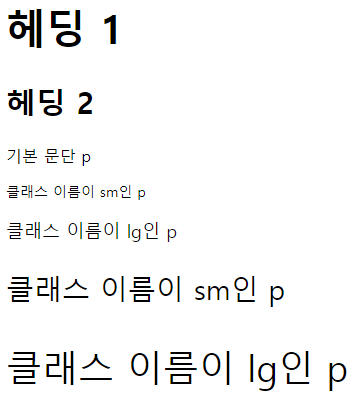 헤딩 1
헤딩 2
기본 문단 p
클래스 이름이 sm인 p
클래스 이름이 lg인 p
클래스 이름이 sm인 p
클래스 이름이 lg인 p